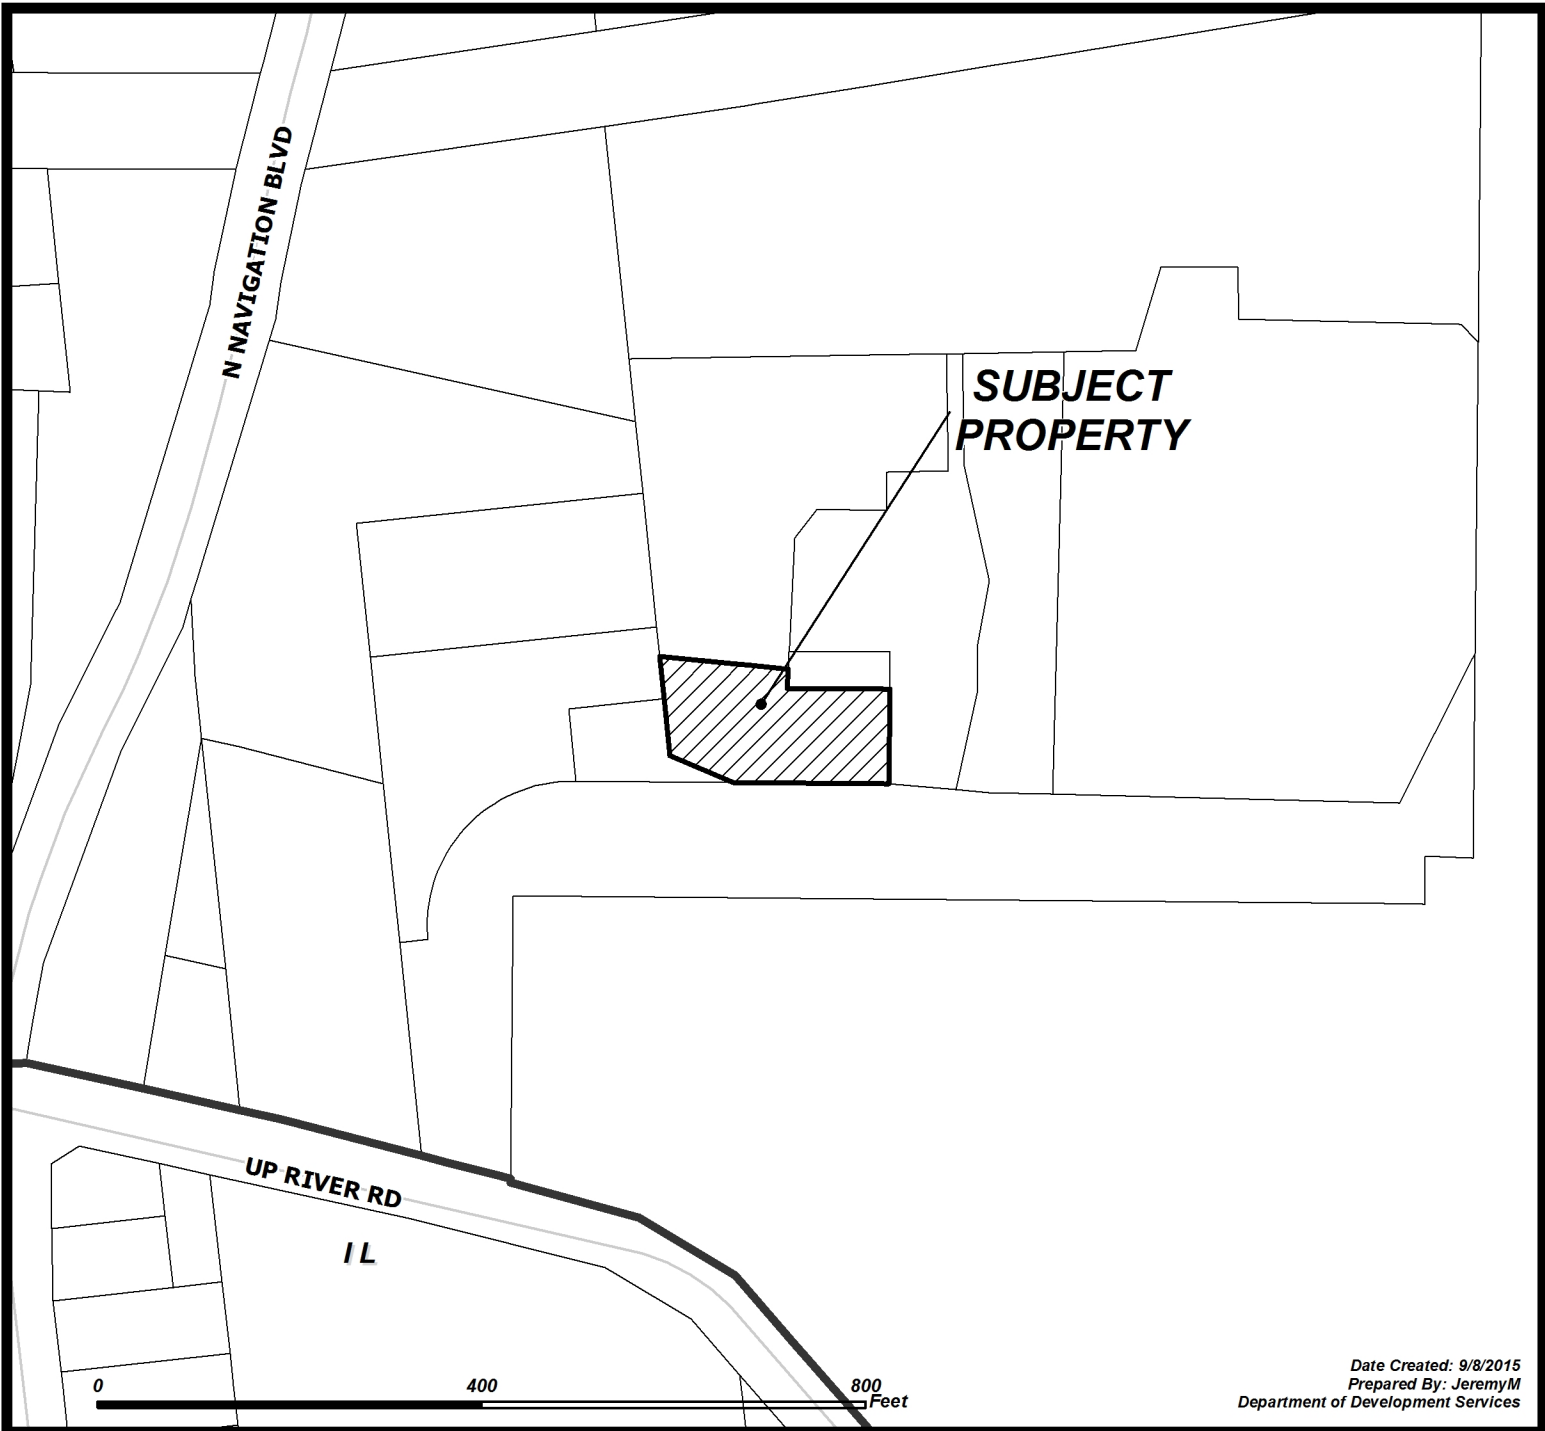 N NAVIGATION BLVD
SUBJECT
PROPERTY
UP RIVER RD
IL
0 400 800
Feet
Date Created: 9/8/2015
Prepared By: JeremyM
Department of Development Services